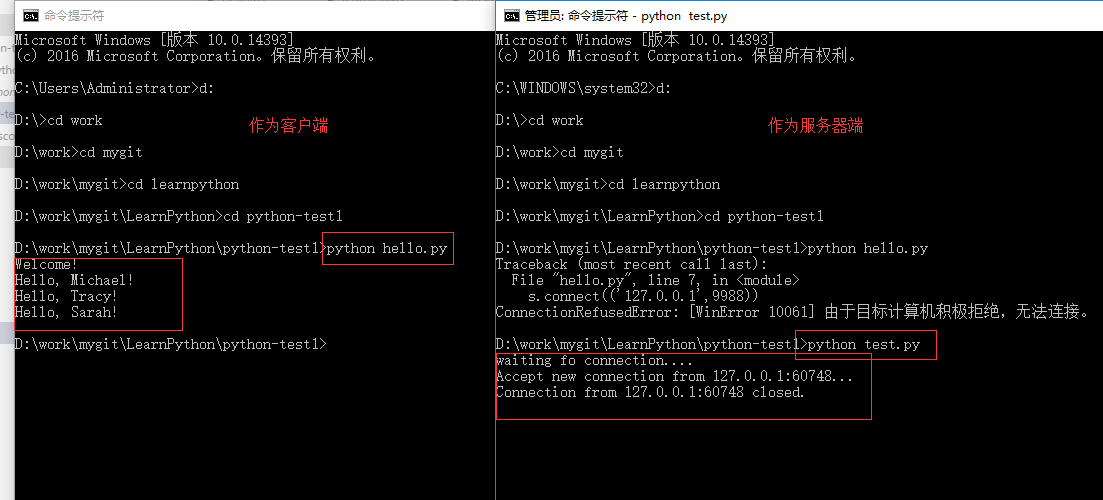 命令提示符
Microsoft Windows [版本 10.0.14393]
(c) 2016 Microsoft Corporation。保留所有权利。
C:\Users\Administrator>d:
D:\>cd work
作为客户端
D:\work>cd mygit
D:\work\mygit>cd learnpython
D:\work\mygit\LearnPython>cd python-test1
D:\work\mygit\LearnPython\python-test1>python hello.py
Welcome!
Hello, Michael!
Hello, Tracy!
Hello, Sarah!
D:\work\mygit\LearnPython\python-test1>
管理员: 命令提示符 - python  test.py
Microsoft Windows [版本 10.0.14393]
(c) 2016 Microsoft Corporation。保留所有权利。
C:\WINDOWS\system32>d:
D:\>cd work
作为服务器端
D:\work>cd mygit
D:\work\mygit>cd learnpython
D:\work\mygit\LearnPython>cd python-test1
D:\work\mygit\LearnPython\python-test1>python hello.py
Traceback (most recent call last):
  File "hello.py", line 7, in <module>
    s.connect(('127.0.0.1',9988))
ConnectionRefusedError: [WinError 10061] 由于目标计算机积极拒绝，无法连接。
D:\work\mygit\LearnPython\python-test1>python test.py
waiting fo connection....
Accept new connection from 127.0.0.1:60748...
Connection from 127.0.0.1:60748 closed.